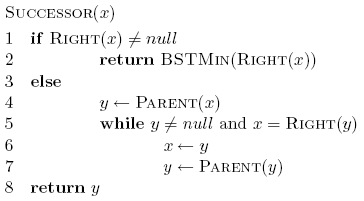 SUCCESSOR(x)
1 if RIGHT(x) ≠ null
2 return BSTMIN(RIGHT(x))
3 else
4 y ← PARENT(x)
5 while y ≠ null and x = RIGHT(y)
6 x ← y
7 y ← PARENT(y)
8 return y